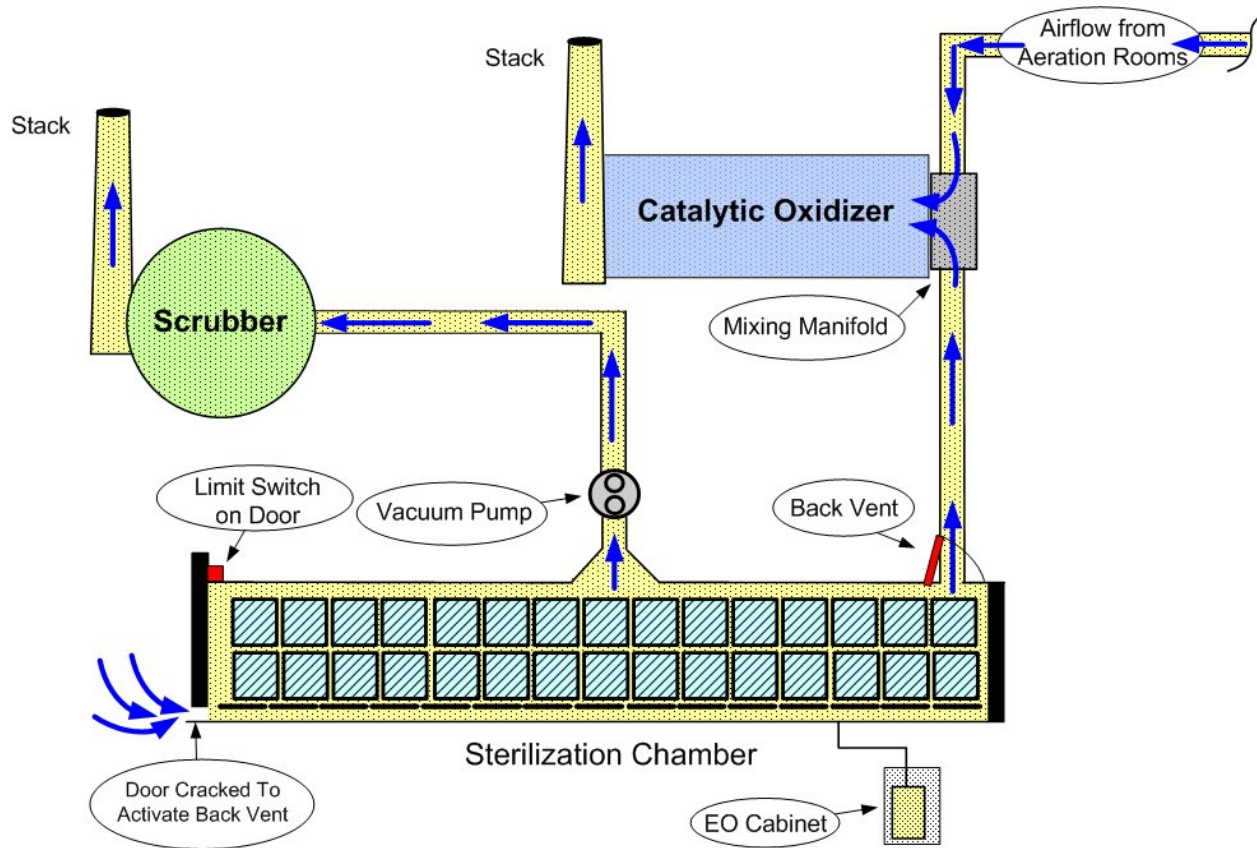 Airflow from
Aeration Rooms
Stack
Stack
Catalytic Oxidizer
Scrubber
Mixing Manifold
Limit Switch
on Door
Vacuum Pump
Back Vent
Sterilization Chamber
Door Cracked To
Activate Back Vent
EO Cabinet